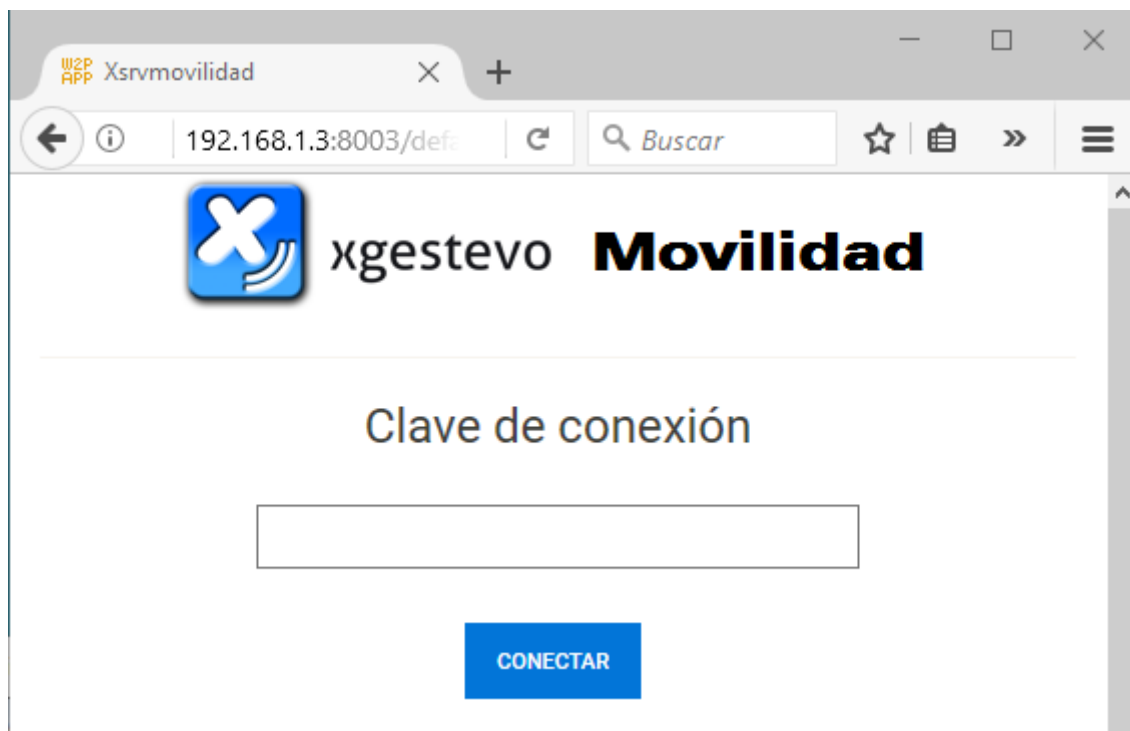 W2P APP Xsrvmovilidad
192.168.1.3:8003/defa Buscar
xgestevo Movilidad
Clave de conexión
CONECTAR